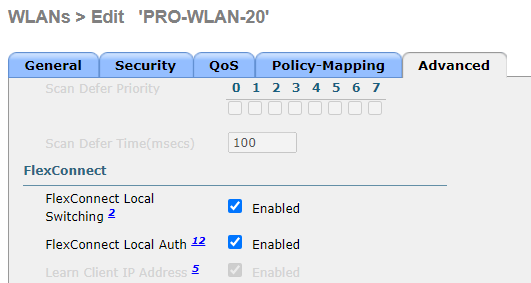 WLANs > Edit 'PRO-WLAN-20'
General Security QoS Policy-Mapping Advanced
Scan Defer Priority 0 1 2 3 4 5 6 7
Scan Defer Time(msecs) 100
FlexConnect
FlexConnect Local
Switching 2 Enabled
FlexConnect Local Auth 12 Enabled
Learn Client IP Address 5 Enabled